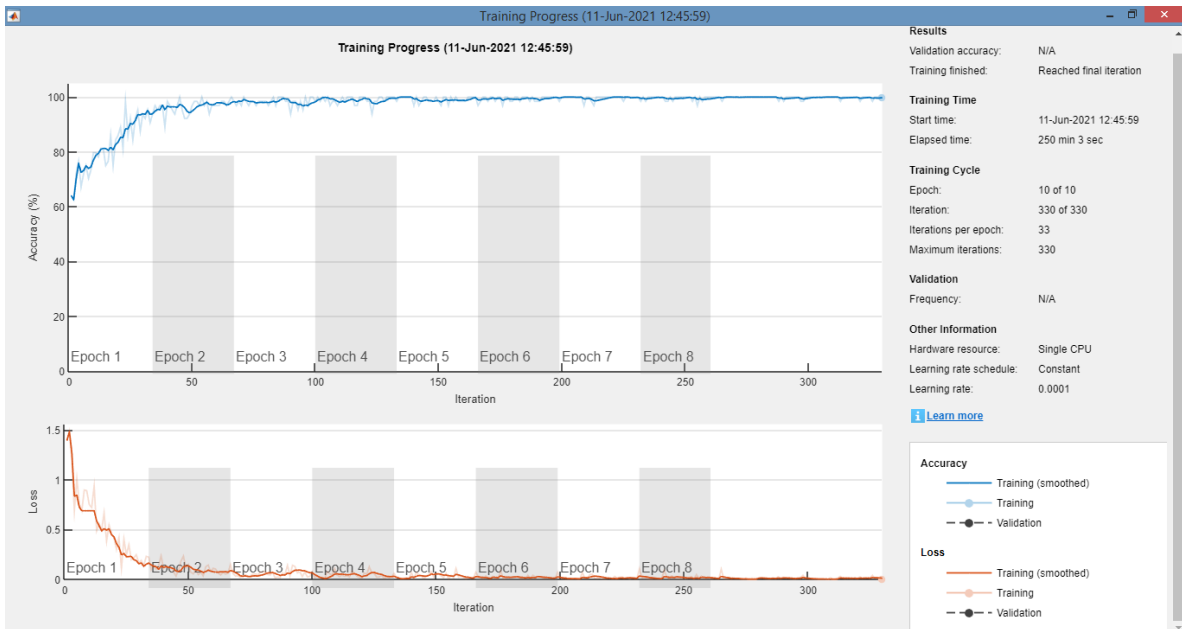 Training Progress (11-Jun-2021 12:45:59)
Training Progress (11-Jun-2021 12:45:59)
100
80
60
40
20
0
Accuracy (%)
Epoch 1 Epoch 2 Epoch 3 Epoch 4 Epoch 5 Epoch 6 Epoch 7 Epoch 8
0 50 100 150 200 250 300
Iteration
1.5
1
0.5
0
Loss
Epoch 1 Epoch 2 Epoch 3 Epoch 4 Epoch 5 Epoch 6 Epoch 7 Epoch 8
0 50 100 150 200 250 300
Iteration
Results
Validation accuracy: N/A
Training finished: Reached final iteration
Training Time
Start time: 11-Jun-2021 12:45:59
Elapsed time: 250 min 3 sec
Training Cycle
Epoch: 10 of 10
Iteration: 330 of 330
Iterations per epoch: 33
Maximum iterations: 330
Validation
Frequency: N/A
Other Information
Hardware resource: Single CPU
Learning rate schedule: Constant
Learning rate: 0.0001
i Learn more
Accuracy
Training (smoothed)
Training
Validation
Loss
Training (smoothed)
Training
Validation